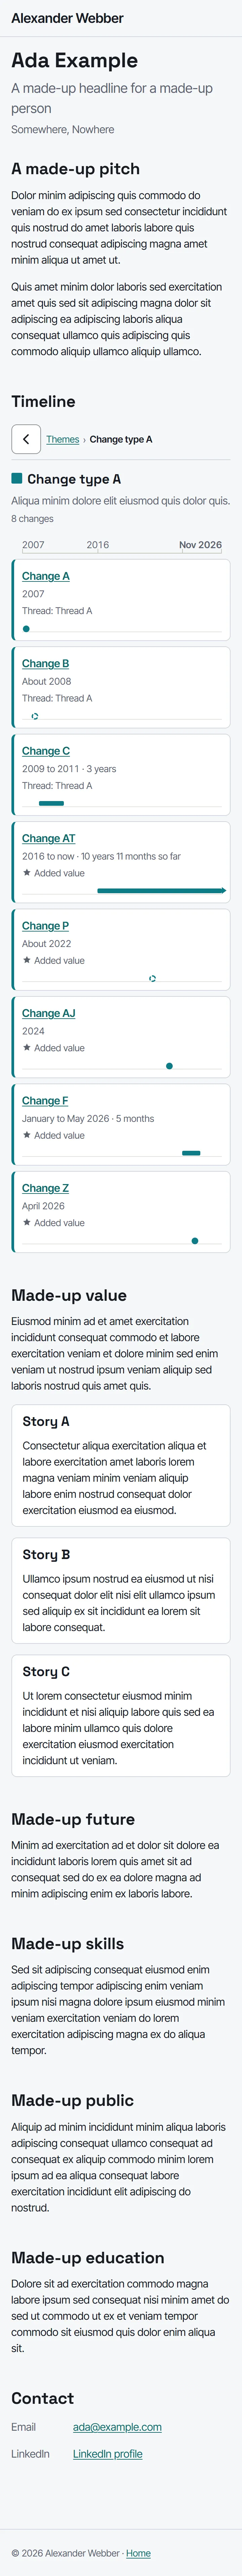 Alexander Webber
Ada Example
A made-up headline for a made-up
person
Somewhere, Nowhere
A made-up pitch
Dolor minim adipiscing quis commodo do
veniam do ex ipsum sed consectetur incididunt
quis nostrud do amet laboris labore quis
nostrud consequat adipiscing magna amet
minim aliqua ut amet ut.
Quis amet minim dolor laboris sed exercitation
amet quis sed sit adipiscing magna dolor sit
adipiscing ea adipiscing laboris aliqua
consequat ullamco quis adipiscing quis
commodo aliquip ullamco aliquip ullamco.
Timeline
Themes › Change type A
Change type A
Aliqua minim dolore elit eiusmod quis dolor quis.
8 changes
2007 2016 Nov 2026
Change A
2007
Thread: Thread A
Change B
About 2008
Thread: Thread A
Change C
2009 to 2011 · 3 years
Thread: Thread A
Change AT
2016 to now · 10 years 11 months so far
★ Added value
Change P
About 2022
★ Added value
Change AJ
2024
★ Added value
Change F
January to May 2026 · 5 months
★ Added value
Change Z
April 2026
★ Added value
Made-up value
Eiusmod minim ad et amet exercitation
incididunt consequat commodo et labore
exercitation veniam et dolore minim sed enim
veniam ut nostrud ipsum veniam aliquip sed
laboris nostrud quis amet quis.
Story A
Consectetur aliqua exercitation aliqua et
labore exercitation amet laboris lorem
magna veniam minim veniam aliquip
labore enim nostrud consequat dolor
exercitation eiusmod ea eiusmod.
Story B
Ullamco ipsum nostrud ea eiusmod ut nisi
consequat dolor elit nisi elit ullamco ipsum
sed aliquip ex sit incididunt ea lorem sit
labore consequat.
Story C
Ut lorem consectetur eiusmod minim
incididunt et nisi aliquip labore quis sed ea
labore minim ullamco quis dolore
exercitation eiusmod exercitation
incididunt ut veniam.
Made-up future
Minim ad exercitation ad et dolor sit dolore ea
incididunt laboris lorem quis amet sit ad
consequat sed do ex ea dolore magna ad
minim adipiscing enim ex laboris labore.
Made-up skills
Sed sit adipiscing consequat eiusmod enim
adipiscing tempor adipiscing enim veniam
ipsum nisi magna dolore ipsum eiusmod minim
veniam exercitation veniam do lorem
exercitation adipiscing magna ex do aliqua
tempor.
Made-up public
Aliquip ad minim incididunt minim aliqua laboris
adipiscing consequat ullamco consequat ad
consequat ex aliquip commodo minim lorem
ipsum ad ea aliqua consequat labore
exercitation incididunt elit adipiscing do
nostrud.
Made-up education
Dolore sit ad exercitation commodo magna
labore ipsum sed consequat nisi minim amet do
sed ut commodo ut ex et veniam tempor
commodo sit eiusmod quis dolor enim aliqua
sit.
Contact
Email ada@example.com
LinkedIn LinkedIn profile
© 2026 Alexander Webber · Home